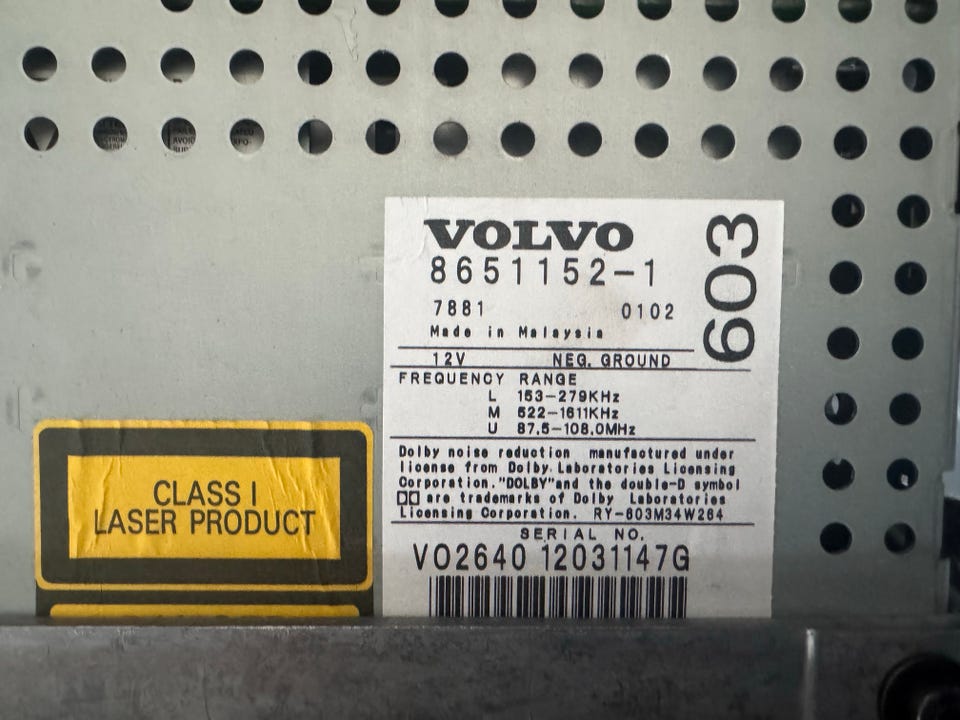 VOLVO
8651152-1
603
7881 0102
Made in Malaysia
12V NEG. GROUND
FREQUENCY RANGE
L 153-279KHz
M 522-1611KHz
U 87.5-108.0MHz
Dolby noise reduction manufactured under
license from Dolby Laboratories Licensing
Corporation. "DOLBY" and the double-D symbol
are trademarks of Dolby Laboratories
Licensing Corporation. RY-603M34W264
SERIAL NO.
VO2640 12031147G
CLASS I
LASER PRODUCT
AVOID